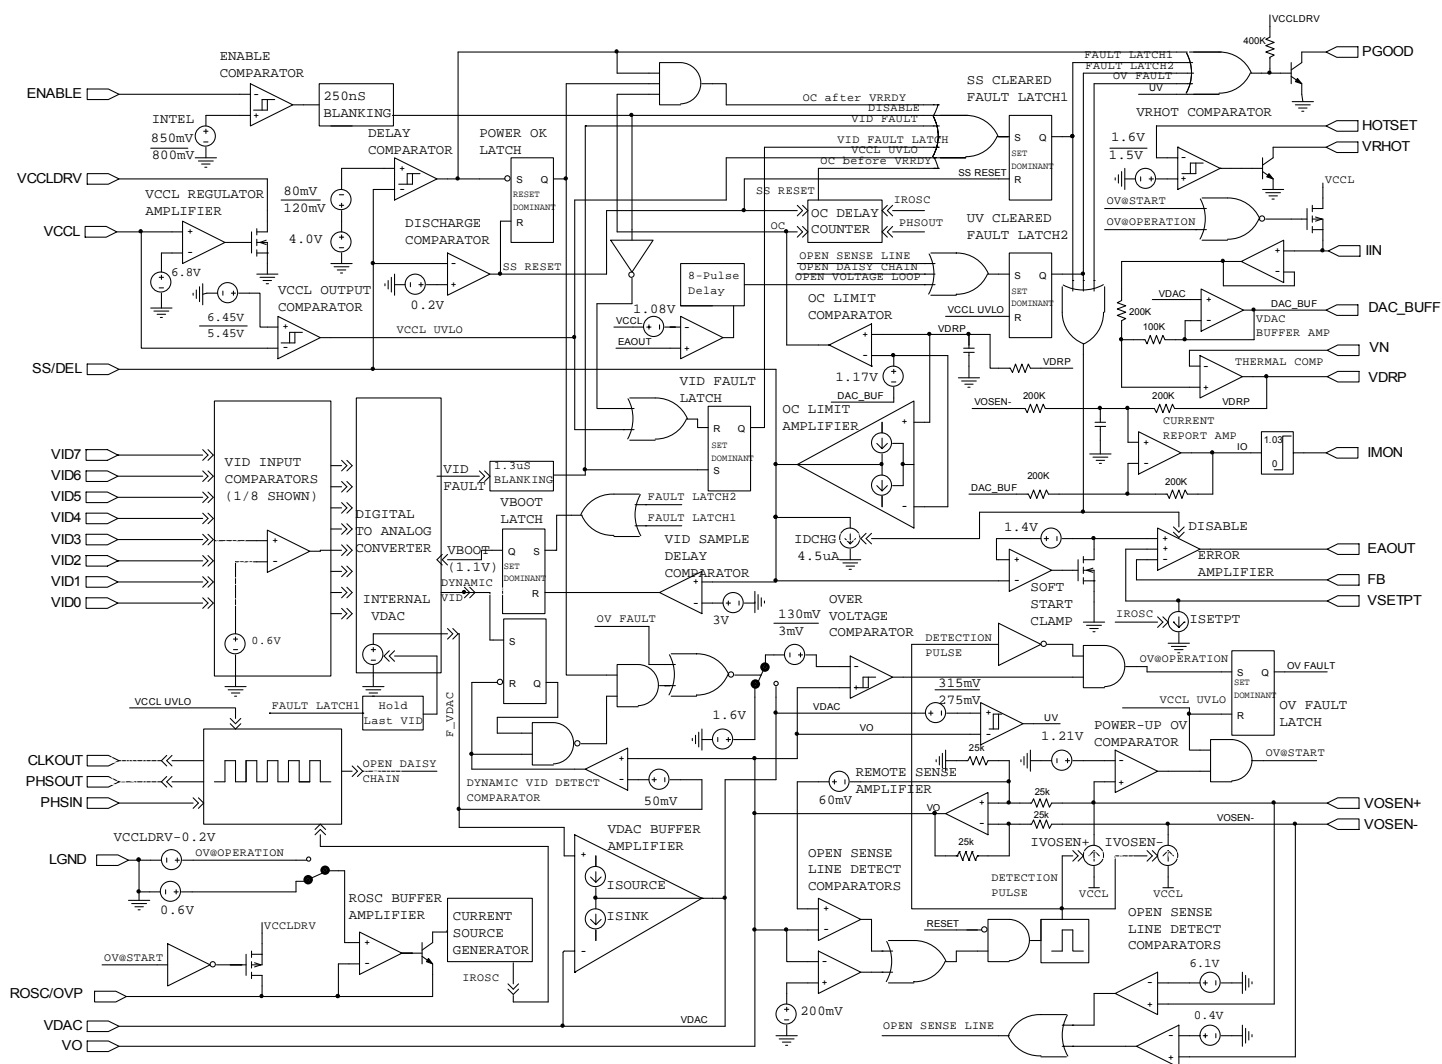 VCCLDRV
400K
PGOOD
ENABLE
COMPARATOR
ENABLE
250nS
BLANKING
INTEL
850mV
800mV
DELAY
COMPARATOR
POWER OK
LATCH
OC after VRRDY
DISABLE
VID FAULT
VID FAULT LATCH
VCCL UVLO
OC before VRRDY
SS CLEARED
FAULT LATCH1
FAULT LATCH1
FAULT LATCH2
OV FAULT
UV
VRHOT COMPARATOR
HOTSET
1.6V
1.5V
VRHOT
S Q
SET
DOMINANT
R
SS RESET
VCCLDRV
VCCL REGULATOR
AMPLIFIER
80mV
120mV
S Q
RESET
DOMINANT
R
SS RESET
OC
OC DELAY
COUNTER
IROSC
PHSOUT
UV CLEARED
FAULT LATCH2
OV@START
OV@OPERATION
VCCL
VCCL
4.0V
DISCHARGE
COMPARATOR
6.8V
SS RESET
0.2V
OPEN SENSE LINE
OPEN DAISY CHAIN
OPEN VOLTAGE LOOP
S Q
SET
DOMINANT
R
VCCL UVLO
IIN
VCCL OUTPUT
COMPARATOR
6.45V
5.45V
VCCL UVLO
8-Pulse
Delay
1.08V
VCCL
EAOUT
OC LIMIT
COMPARATOR
VDRP
VDRP
1.17V
DAC_BUF
200K
100K
VDAC
DAC_BUF
VDAC
BUFFER AMP
DAC_BUFF
VN
THERMAL COMP
VDRP
SS/DEL
VID FAULT
LATCH
R Q
SET
DOMINANT
S
OC LIMIT
AMPLIFIER
VOSEN-
200K
200K
VDRP
CURRENT
REPORT AMP
IO
1.03
0
IMON
DAC_BUF
200K
200K
VID7
VID6
VID5
VID4
VID3
VID2
VID1
VID0
VID INPUT
COMPARATORS
(1/8 SHOWN)
0.6V
DIGITAL
TO ANALOG
CONVERTER
INTERNAL
VDAC
VID
FAULT
1.3uS
BLANKING
VBOOT
LATCH
FAULT LATCH2
FAULT LATCH1
VBOOT
(1.1V)
DYNAMIC
VID
Q S
SET
DOMINANT
R
VID SAMPLE
DELAY
COMPARATOR
3V
IDCHG
4.5uA
1.4V
SOFT
START
CLAMP
DISABLE
ERROR
AMPLIFIER
EAOUT
FB
VSETPT
IROSC
ISETPT
S
R Q
OV FAULT
130mV
3mV
OVER
VOLTAGE
COMPARATOR
DETECTION
PULSE
OV@OPERATION
S Q
SET
DOMINANT
R
OV FAULT
OV FAULT
LATCH
VCCL UVLO
VCCL UVLO
FAULT LATCH1
Hold
Last VID
F_VDAC
1.6V
VDAC
VO
315mV
275mV
UV
1.21V
POWER-UP OV
COMPARATOR
OV@START
CLKOUT
PHSOUT
PHSIN
OPEN DAISY
CHAIN
DYNAMIC VID DETECT
COMPARATOR
50mV
60mV
REMOTE SENSE
AMPLIFIER
25k
25k
25k
25k
VO
VOSEN-
VOSEN+
VOSEN-
VCCLDRV-0.2V
OV@OPERATION
LGND
0.6V
VDAC BUFFER
AMPLIFIER
ISOURCE
ISINK
OPEN SENSE
LINE DETECT
COMPARATORS
IVOSEN+
IVOSEN-
VCCL
VCCL
DETECTION
PULSE
ROSC BUFFER
AMPLIFIER
CURRENT
SOURCE
GENERATOR
VCCLDRV
OV@START
IROSC
RESET
OPEN SENSE
LINE DETECT
COMPARATORS
6.1V
0.4V
200mV
OPEN SENSE LINE
ROSC/OVP
VDAC
VDAC
VO